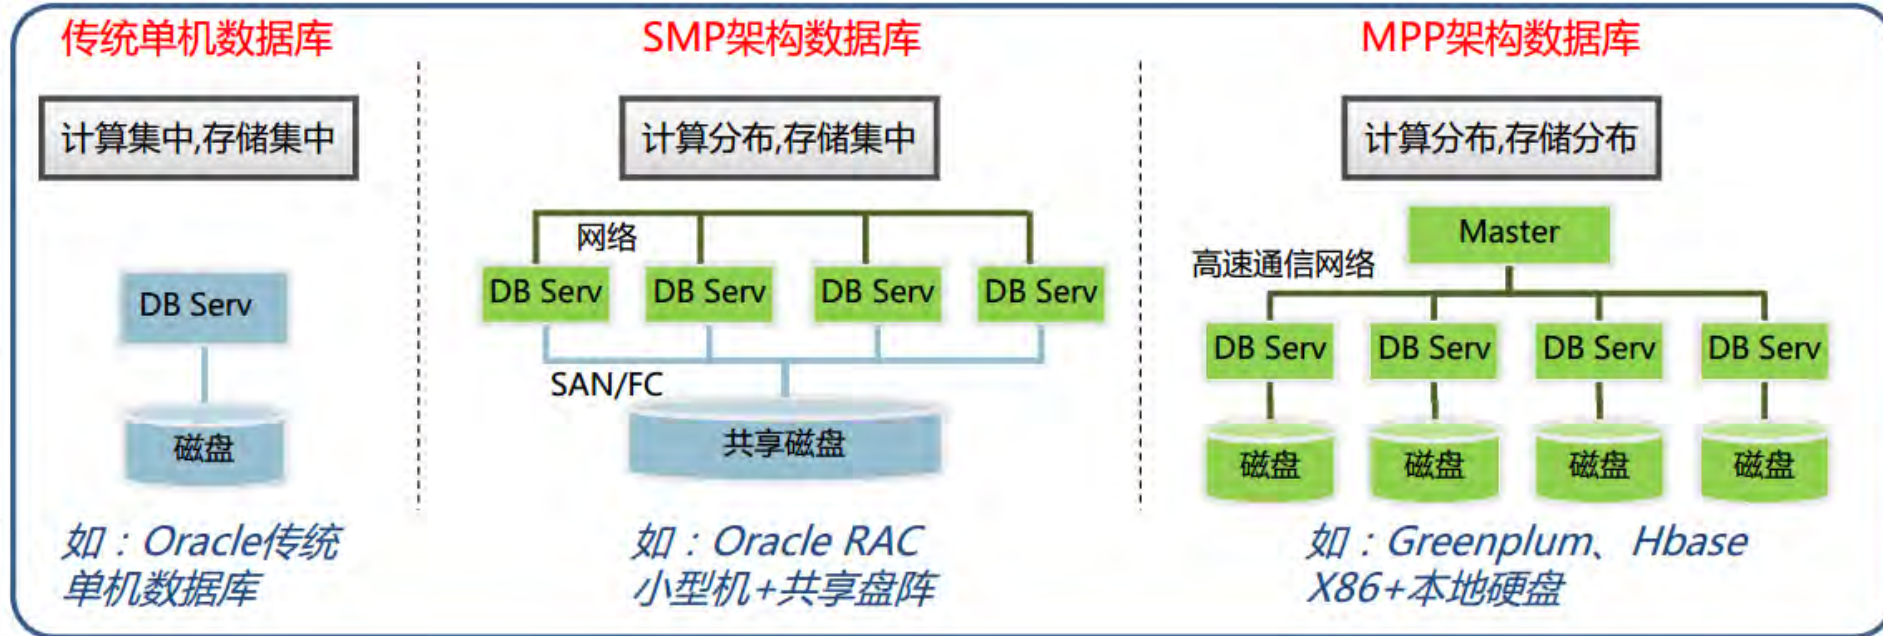 传统单机数据库
计算集中,存储集中
DB Serv
磁盘
如：Oracle传统
单机数据库
SMP架构数据库
计算分布,存储集中
网络
DB Serv
DB Serv
DB Serv
DB Serv
SAN/FC
共享磁盘
如：Oracle RAC
小型机+共享盘阵
MPP架构数据库
计算分布,存储分布
Master
高速通信网络
DB Serv
DB Serv
DB Serv
DB Serv
磁盘
磁盘
磁盘
磁盘
如：Greenplum、Hbase
X86+本地硬盘